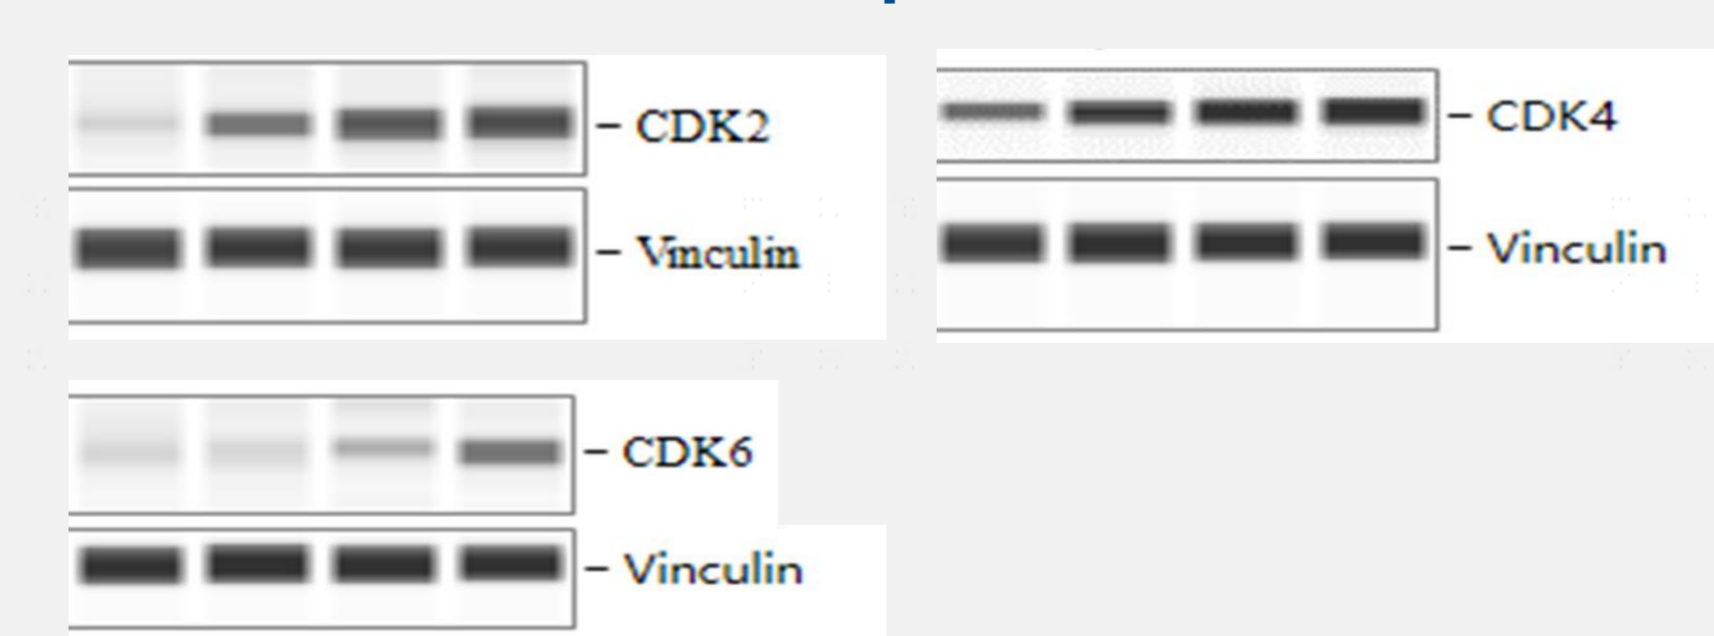 – CDK2
– Vinculin
– CDK4
– Vinculin
– CDK6
– Vinculin